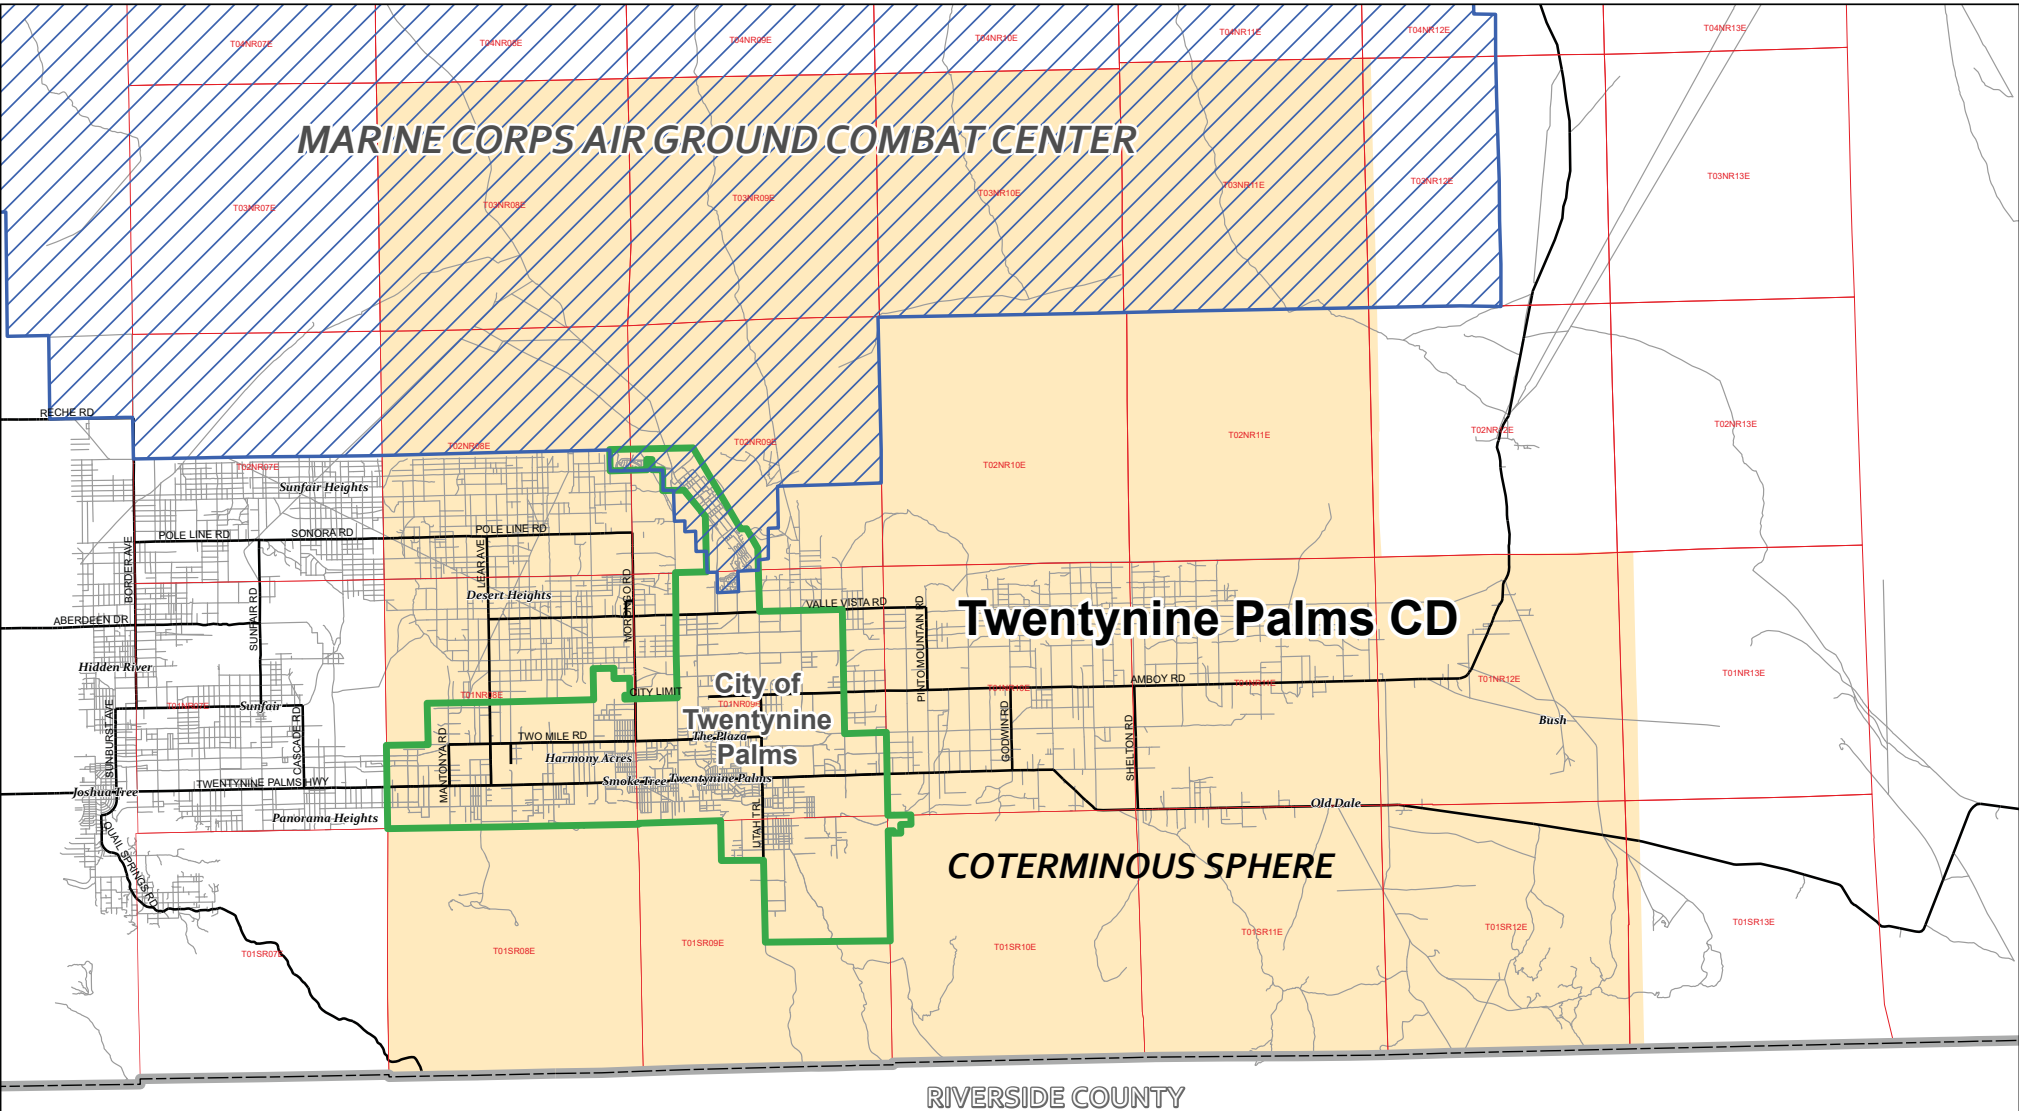 T04NR07E
T04NR08E
T04NR09E
T04NR10E
T04NR11E
T04NR12E
T04NR13E
MARINE CORPS AIR GROUND COMBAT CENTER
T03NR07E
T03NR08E
T03NR09E
T03NR10E
T03NR11E
T03NR12E
T03NR13E
RECHE RD
T02NR07E
T02NR08E
T02NR09E
T02NR10E
T02NR11E
T02NR12E
T02NR13E
Sunfair Heights
POLE LINE RD
SONORA RD
POLE LINE RD
BORDER AVE
LEAR AVE
SUNFAIR RD
Desert Heights
MORONGO RD
VALLE VISTA RD
PINTO MOUNTAIN RD
Twentynine Palms CD
ABERDEEN DR
Hidden River
T01NR07E
Sunfair
T01NR08E
CITY LIMIT
City of
Twentynine
Palms
T01NR09E
T01NR10E
AMBOY RD
T01NR11E
T01NR12E
T01NR13E
SUNBURST AVE
CASCADE RD
MANTONYA RD
TWO MILE RD
The Plaza
GODWIN RD
SHELTON RD
Bush
Harmony Acres
TWENTYNINE PALMS HWY
Smoke Tree
Twentynine Palms
Joshua Tree
Panorama Heights
UTAH TRL
Old Dale
QUAIL SPRINGS RD
COTERMINOUS SPHERE
T01SR07E
T01SR08E
T01SR09E
T01SR10E
T01SR11E
T01SR12E
T01SR13E
RIVERSIDE COUNTY